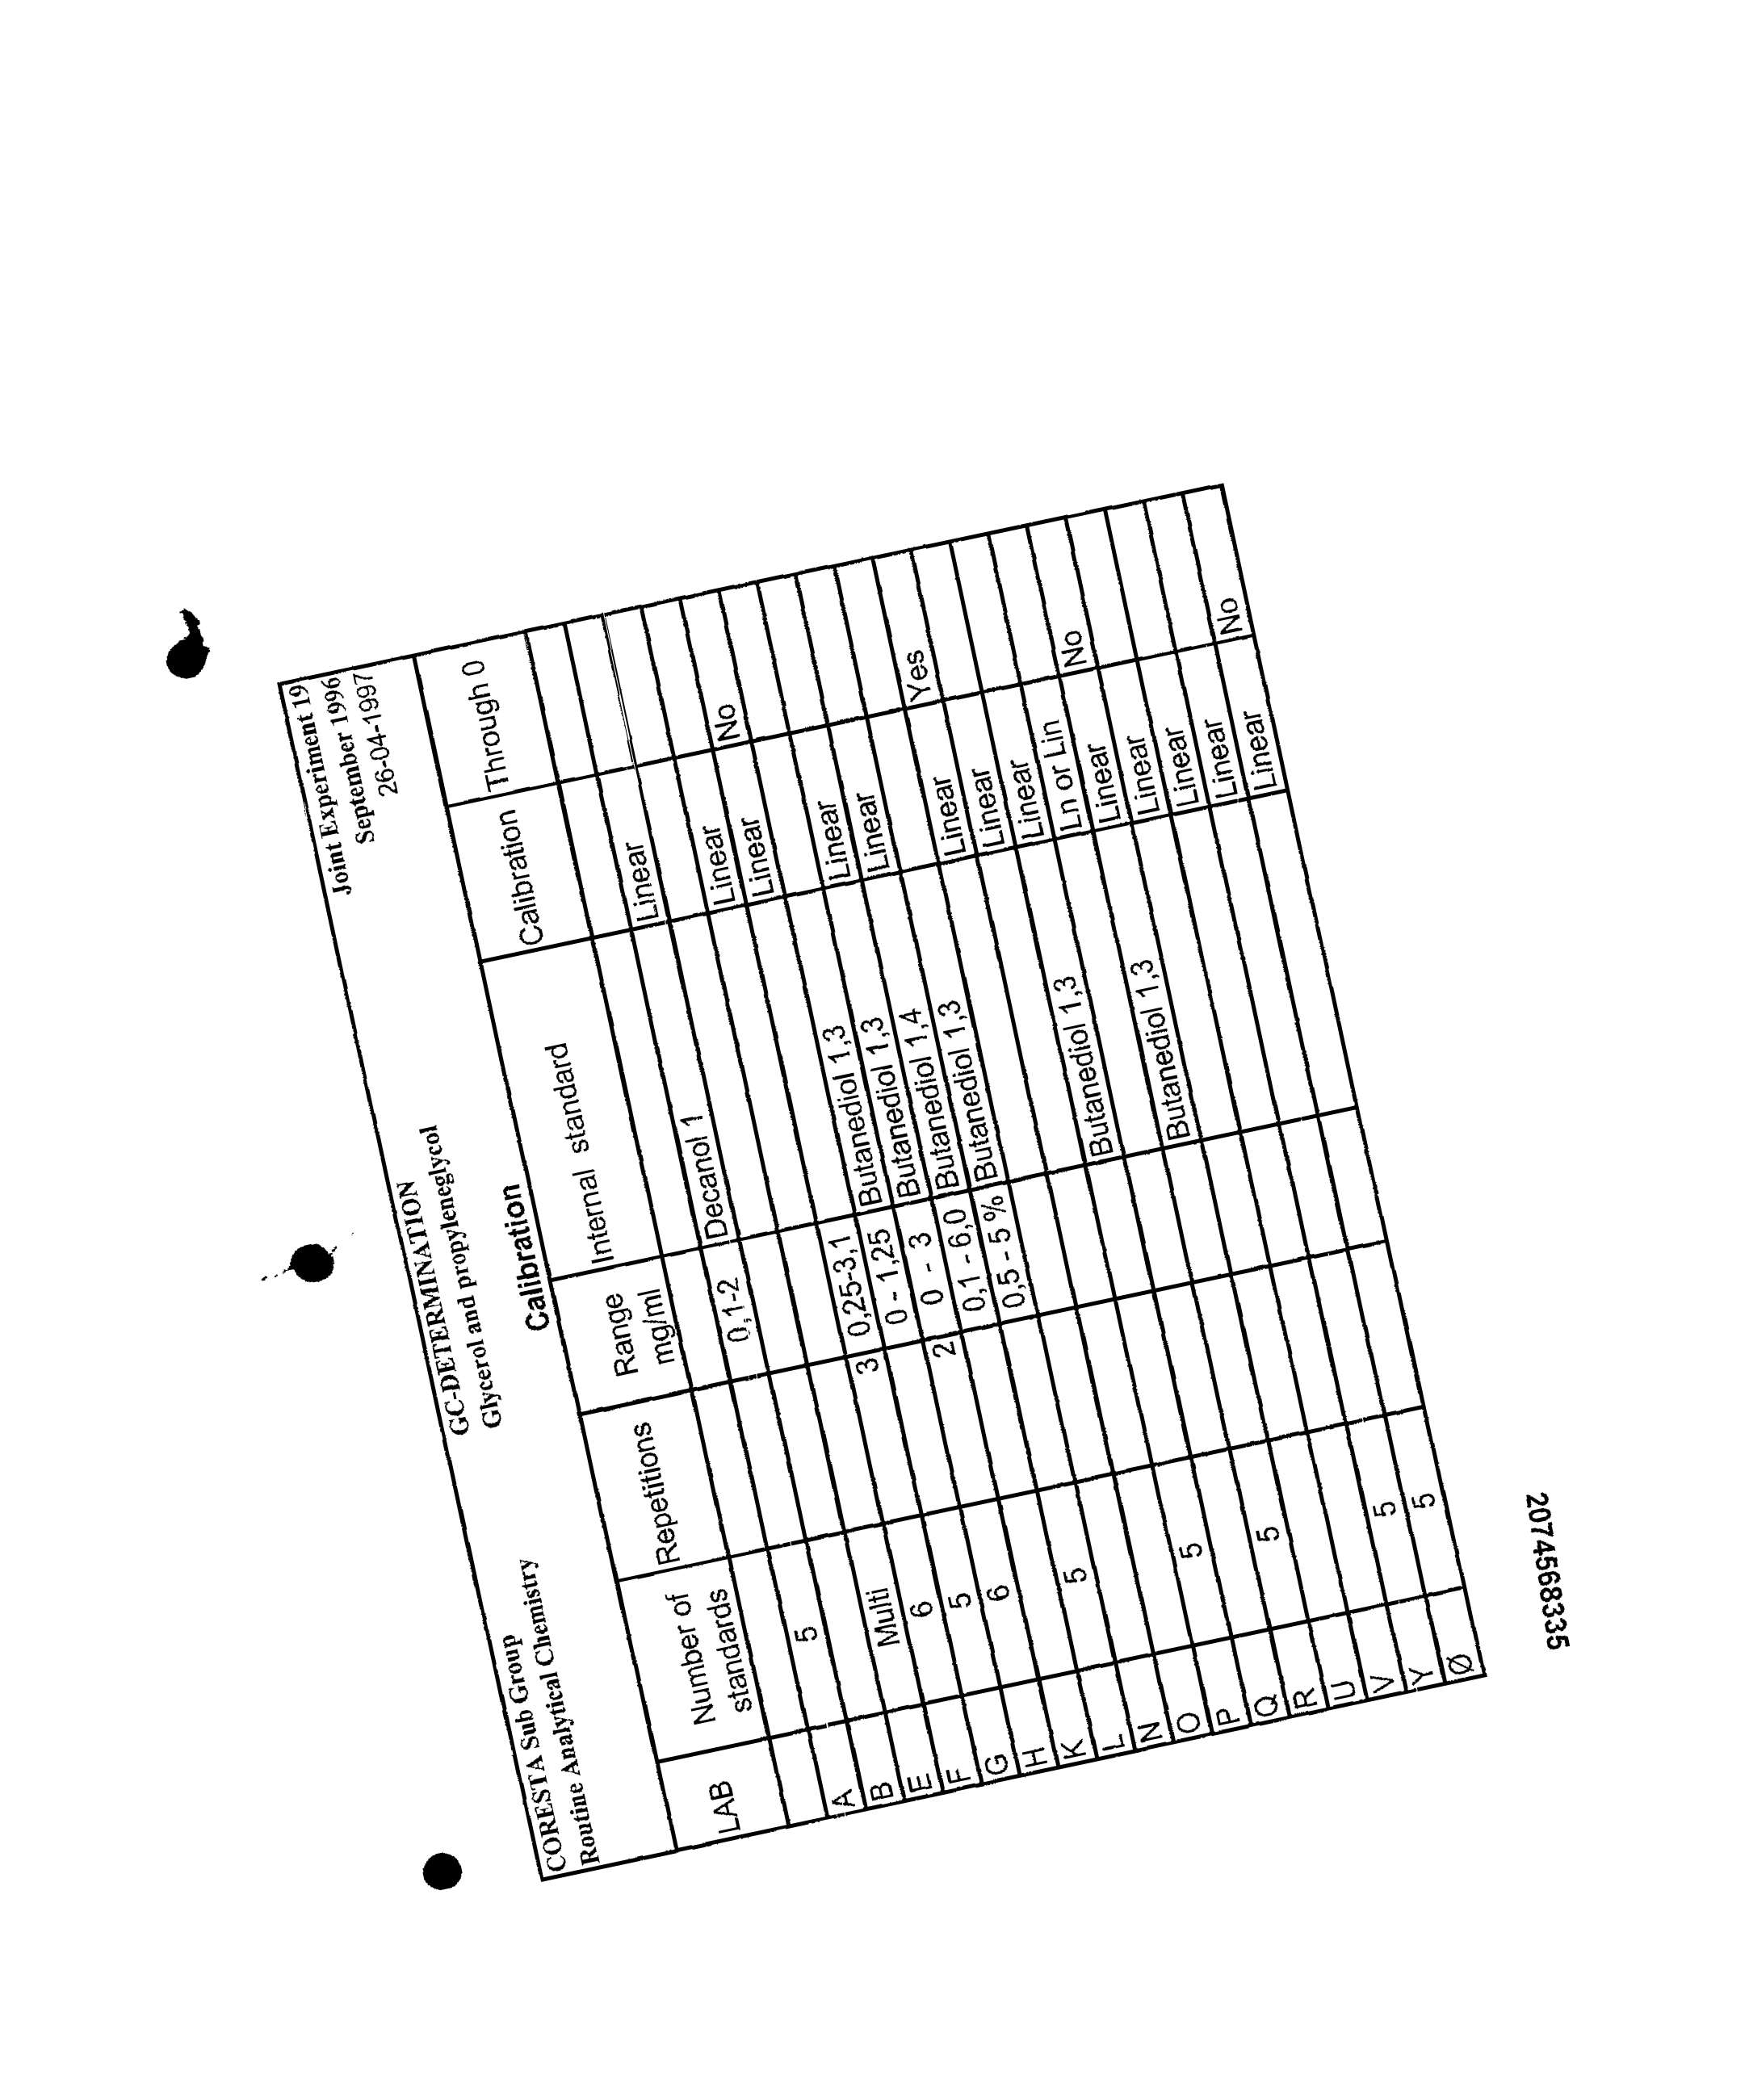 CORESTA Sub Group GC-DETERMINATION Joint Experiment 19
Routine Analytical Chemistry Glycerol and propyleneglycol September 1996
26-04-1997
Calibration
LAB Number of standards Repetitions Range mg/ml Internal standard Calibration Through 0
A 5 0,1-2 Decanol 1 Linear
B
E Multi Linear
F 6 3 0,25-3,1 Linear No
G 5 0 - 1,25 Butanediol 1,3
H 6 2 0 - 3 Butanediol 1,3 Linear
K 0,1 - 6,0 Butanediol 1,4 Linear
L 5 0,5 - 5 % Butanediol 1,3
N Linear Yes
O Linear
P 5 Butanediol 1,3 Linear
Q Ln or Lin
R 5 Butanediol 1,3 Linear No
U Linear
V Linear
Y 5 Linear
Ø 5 Linear No
2074568335